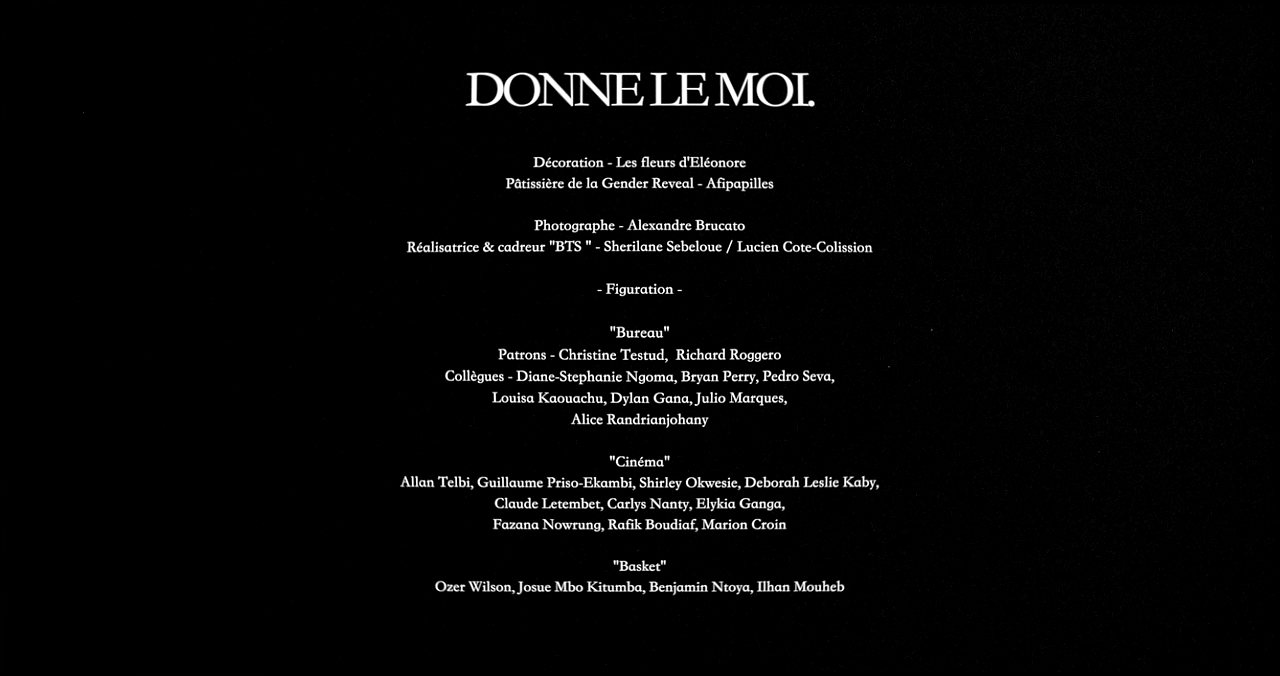 DONNE LE MOI.
Décoration - Les fleurs d'Eléonore
Pâtissière de la Gender Reveal - Afipapilles
Photographe - Alexandre Brucato
Réalisatrice & cadreur "BTS " - Sherilane Sebeloue / Lucien Cote-Colission
- Figuration -
"Bureau"
Patrons - Christine Testud,  Richard Roggero
Collègues - Diane-Stephanie Ngoma, Bryan Perry, Pedro Seva,
Louisa Kaouachu, Dylan Gana, Julio Marques,
Alice Randrianjohany
"Cinéma"
Allan Telbi, Guillaume Priso-Ekambi, Shirley Okwesie, Deborah Leslie Kaby,
Claude Letembet, Carlys Nanty, Elykia Ganga,
Fazana Nowrung, Rafik Boudiaf, Marion Croin
"Basket"
Ozer Wilson, Josue Mbo Kitumba, Benjamin Ntoya, Ilhan Mouheb